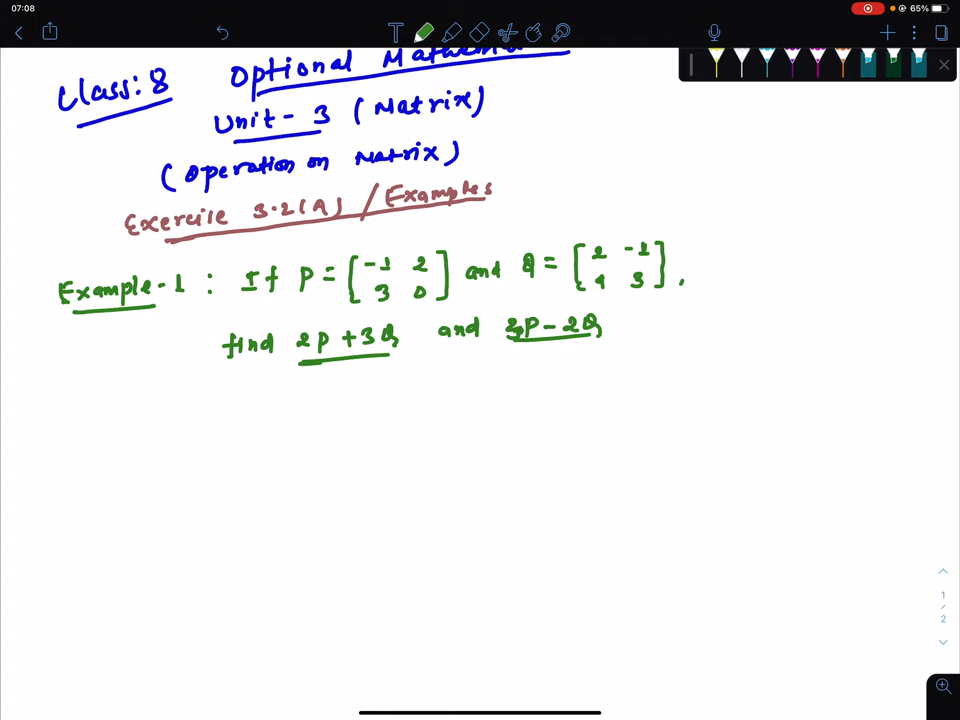 07:08
65%
Class: 8 Optional Mathema
Unit - 3 (Matrix)
(Operation on Matrix)
Exercise 3.2(A) / Examples
Example-1 : If P = [ -1 2 ] and Q = [ 2 -1 ]
[ 3 0 ] [ 4 3 ] .
find 2P + 3Q and 3P - 2Q
1
/
2